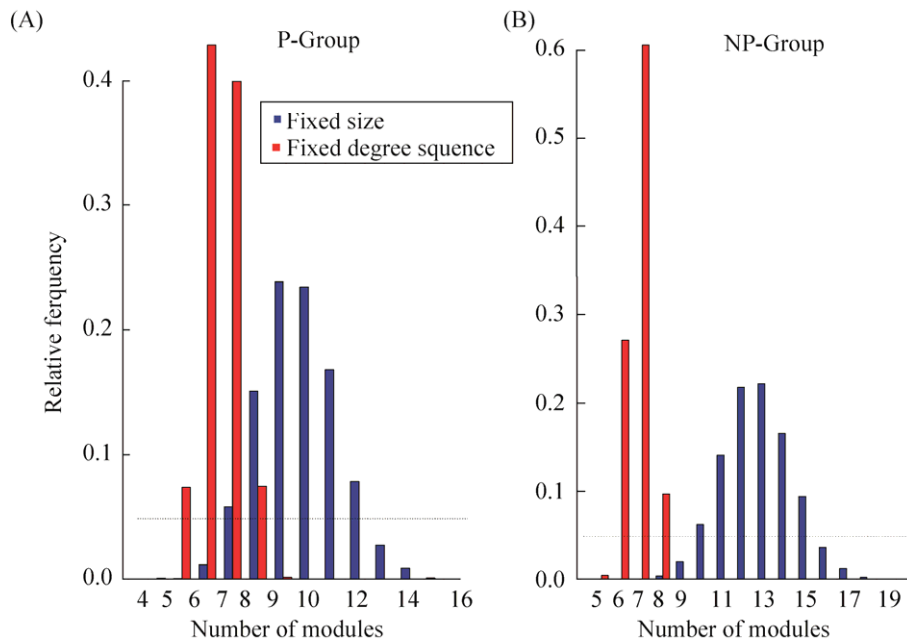 (A)
P-Group
0.4
0.3
0.2
0.1
0.0
Relative ferquency
Fixed size
Fixed degree squence
4 5 6 7 8 9 10 12 14 16
Number of modules
(B)
NP-Group
0.6
0.5
0.4
0.3
0.2
0.1
0.0
5 6 7 8 9 11 13 15 17 19
Number of modules